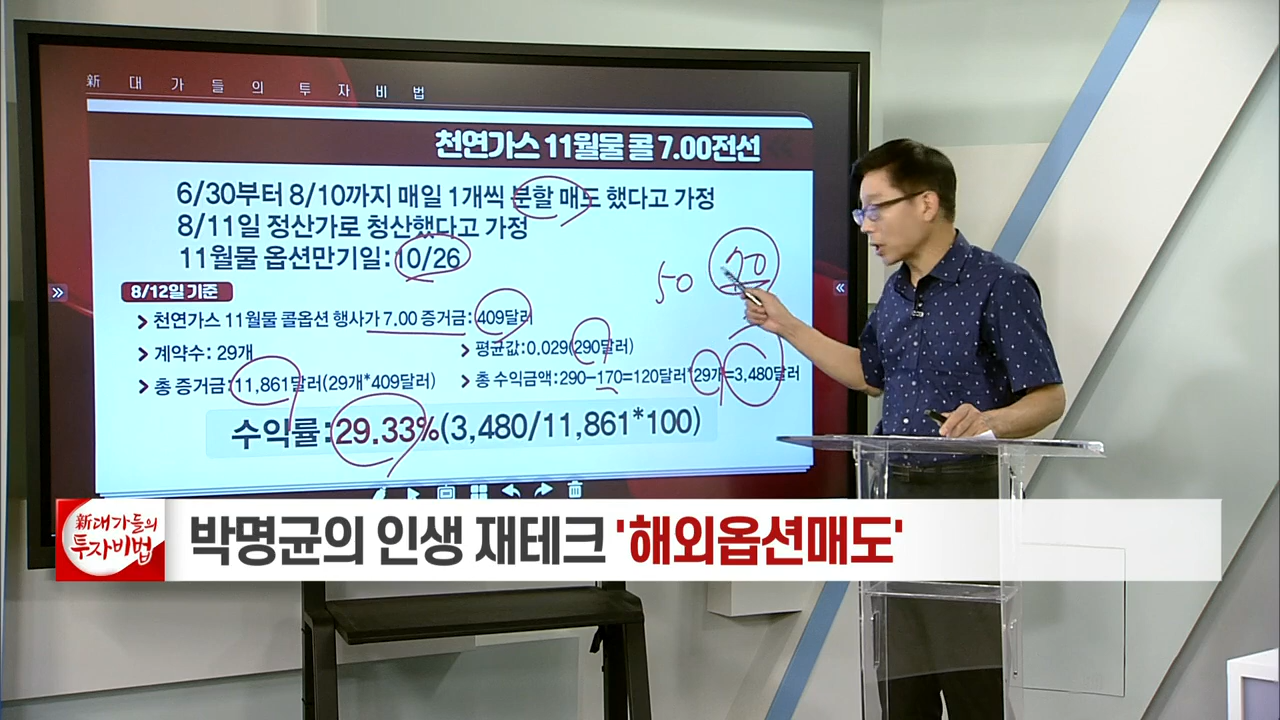 新 대 가 들 의 투 자 비 법
천연가스 11월물 콜 7.00전선
6/30부터 8/10까지 매일 1개씩 분할 매도 했다고 가정
8/11일 정산가로 청산했다고 가정
11월물 옵션만기일:10/26
50 70
8/12일 기준
천연가스 11월물 콜옵션 행사가 7.00 증거금: 409달러
계약수: 29개
평균값:0.029(290달러)
총 증거금:11,861달러(29개*409달러)
총 수익금액:290-170=120달러*29개=3,480달러
수익률:29.33%(3,480/11,861*100)
新대가들의
투자비법
박명균의 인생 재테크 '해외옵션매도'